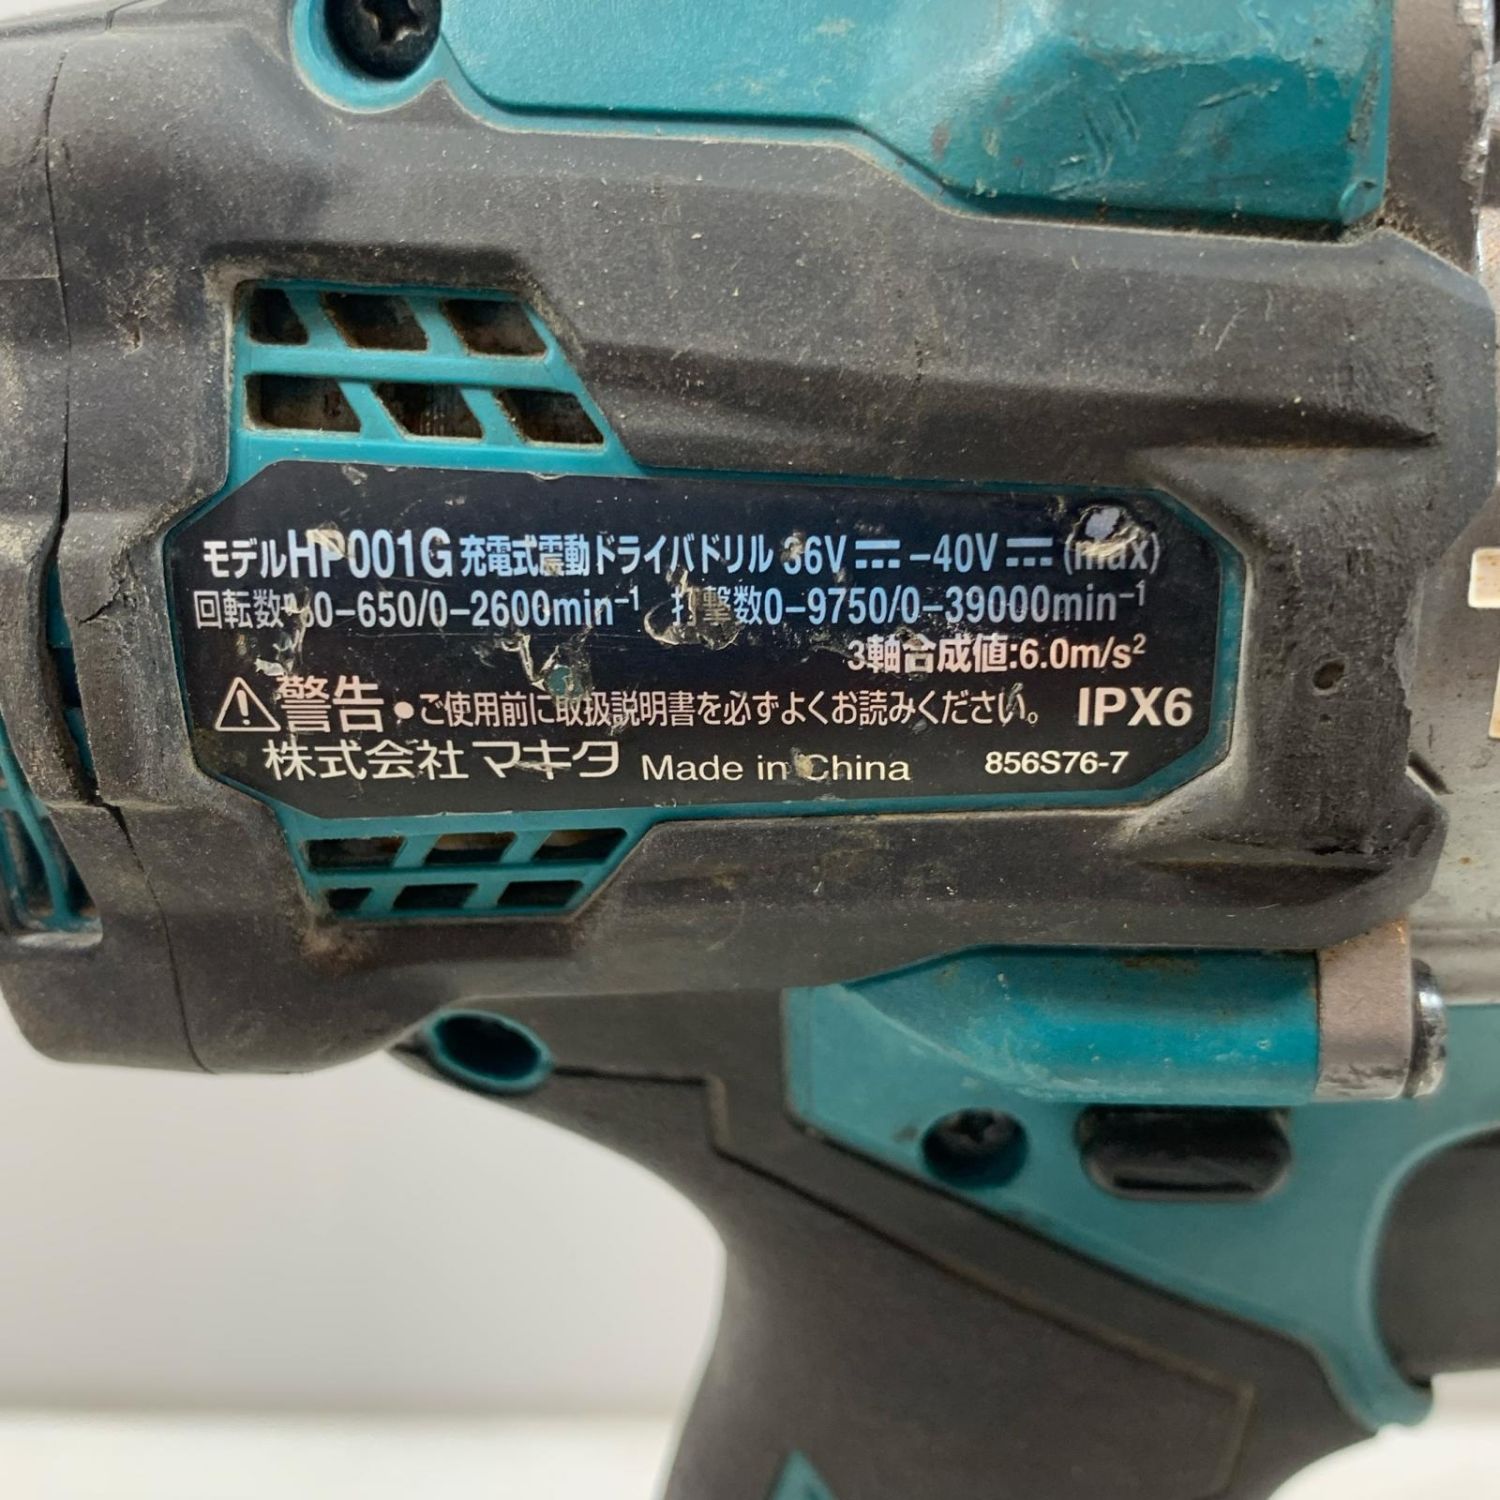 モデルHP001G 充電式震動ドライバドリル 36V⎓-40V⎓(max)
回転数 0-650/0-2600min⁻¹ 打撃数0-9750/0-39000min⁻¹
3軸合成値:6.0m/s²
⚠警告●ご使用前に取扱説明書を必ずよくお読みください。 IPX6
株式会社マキタ Made in China 856S76-7